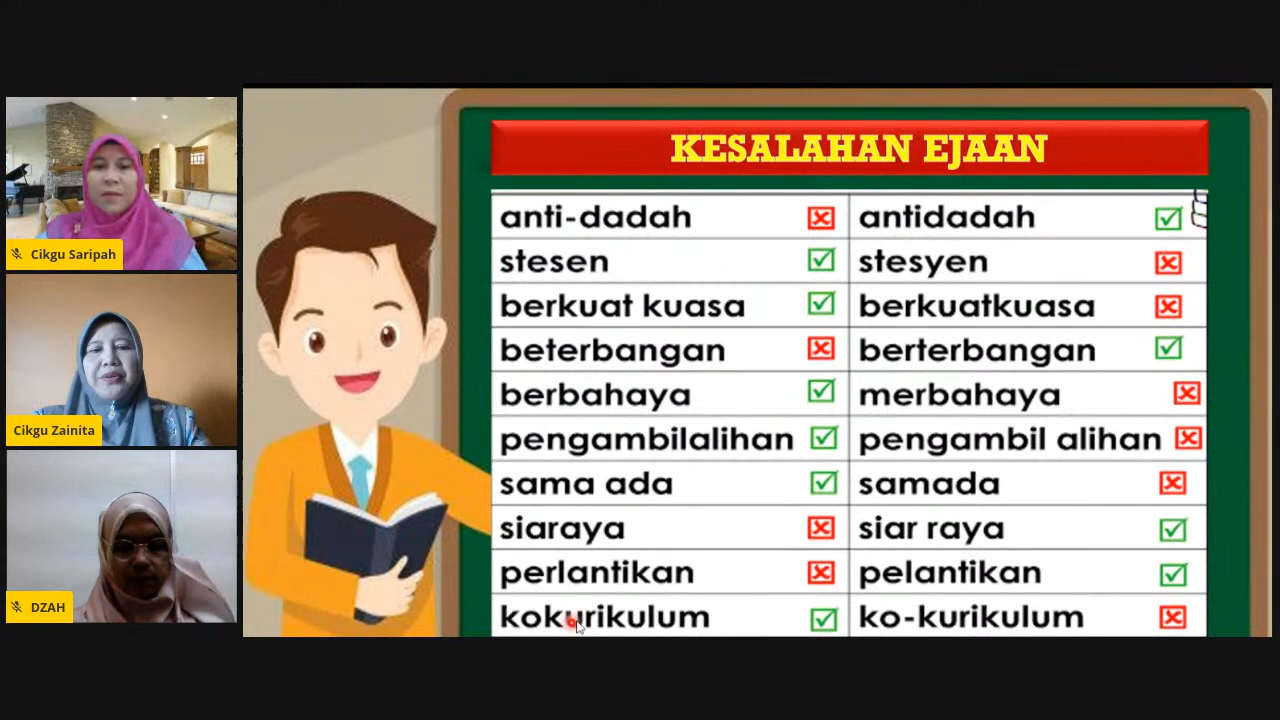 Cikgu Saripah
Cikgu Zainita
DZAH
KESALAHAN EJAAN
anti-dadah antidadah
stesen stesyen
berkuat kuasa berkuatkuasa
beterbangan berterbangan
berbahaya merbahaya
pengambilalihan pengambil alihan
sama ada samada
siaraya siar raya
perlantikan pelantikan
kokurikulum ko-kurikulum